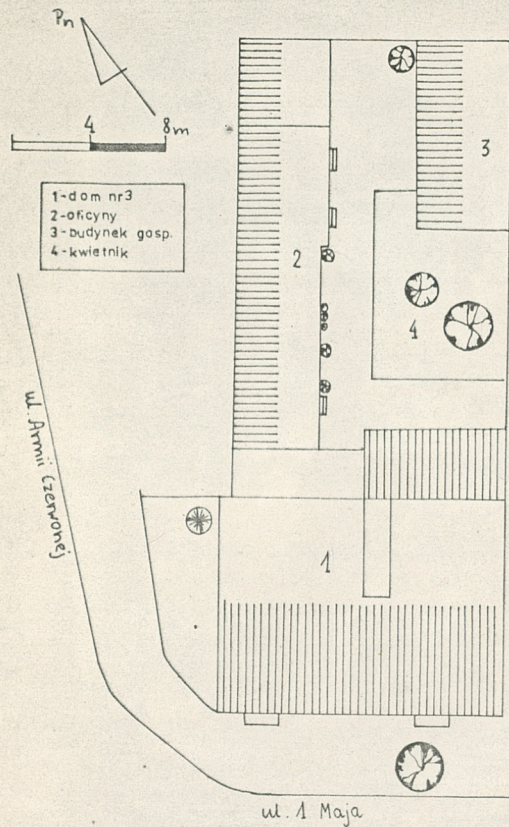 Pn
4 8m
1-dom nr3
2-oficyny
3-budynek gosp.
4-kwietnik
3
2
4
ul. Armii Czerwonej
1
ul. 1 Maja